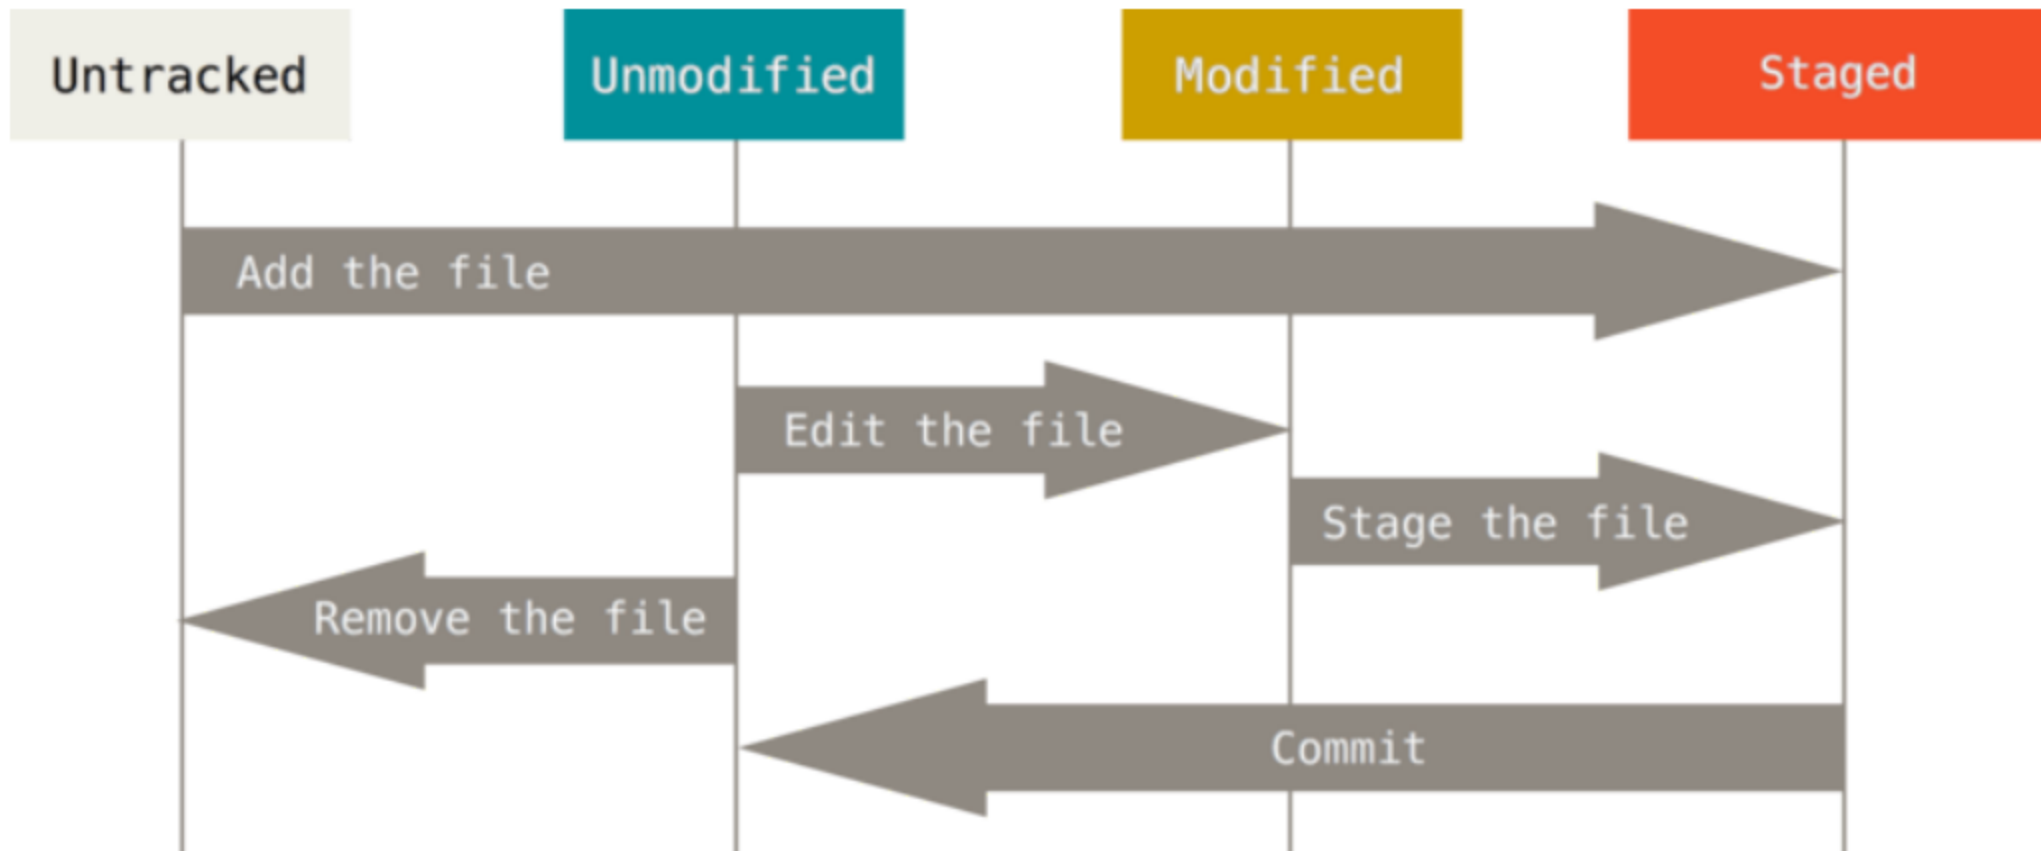 Untracked
Unmodified
Modified
Staged
Add the file
Edit the file
Stage the file
Remove the file
Commit